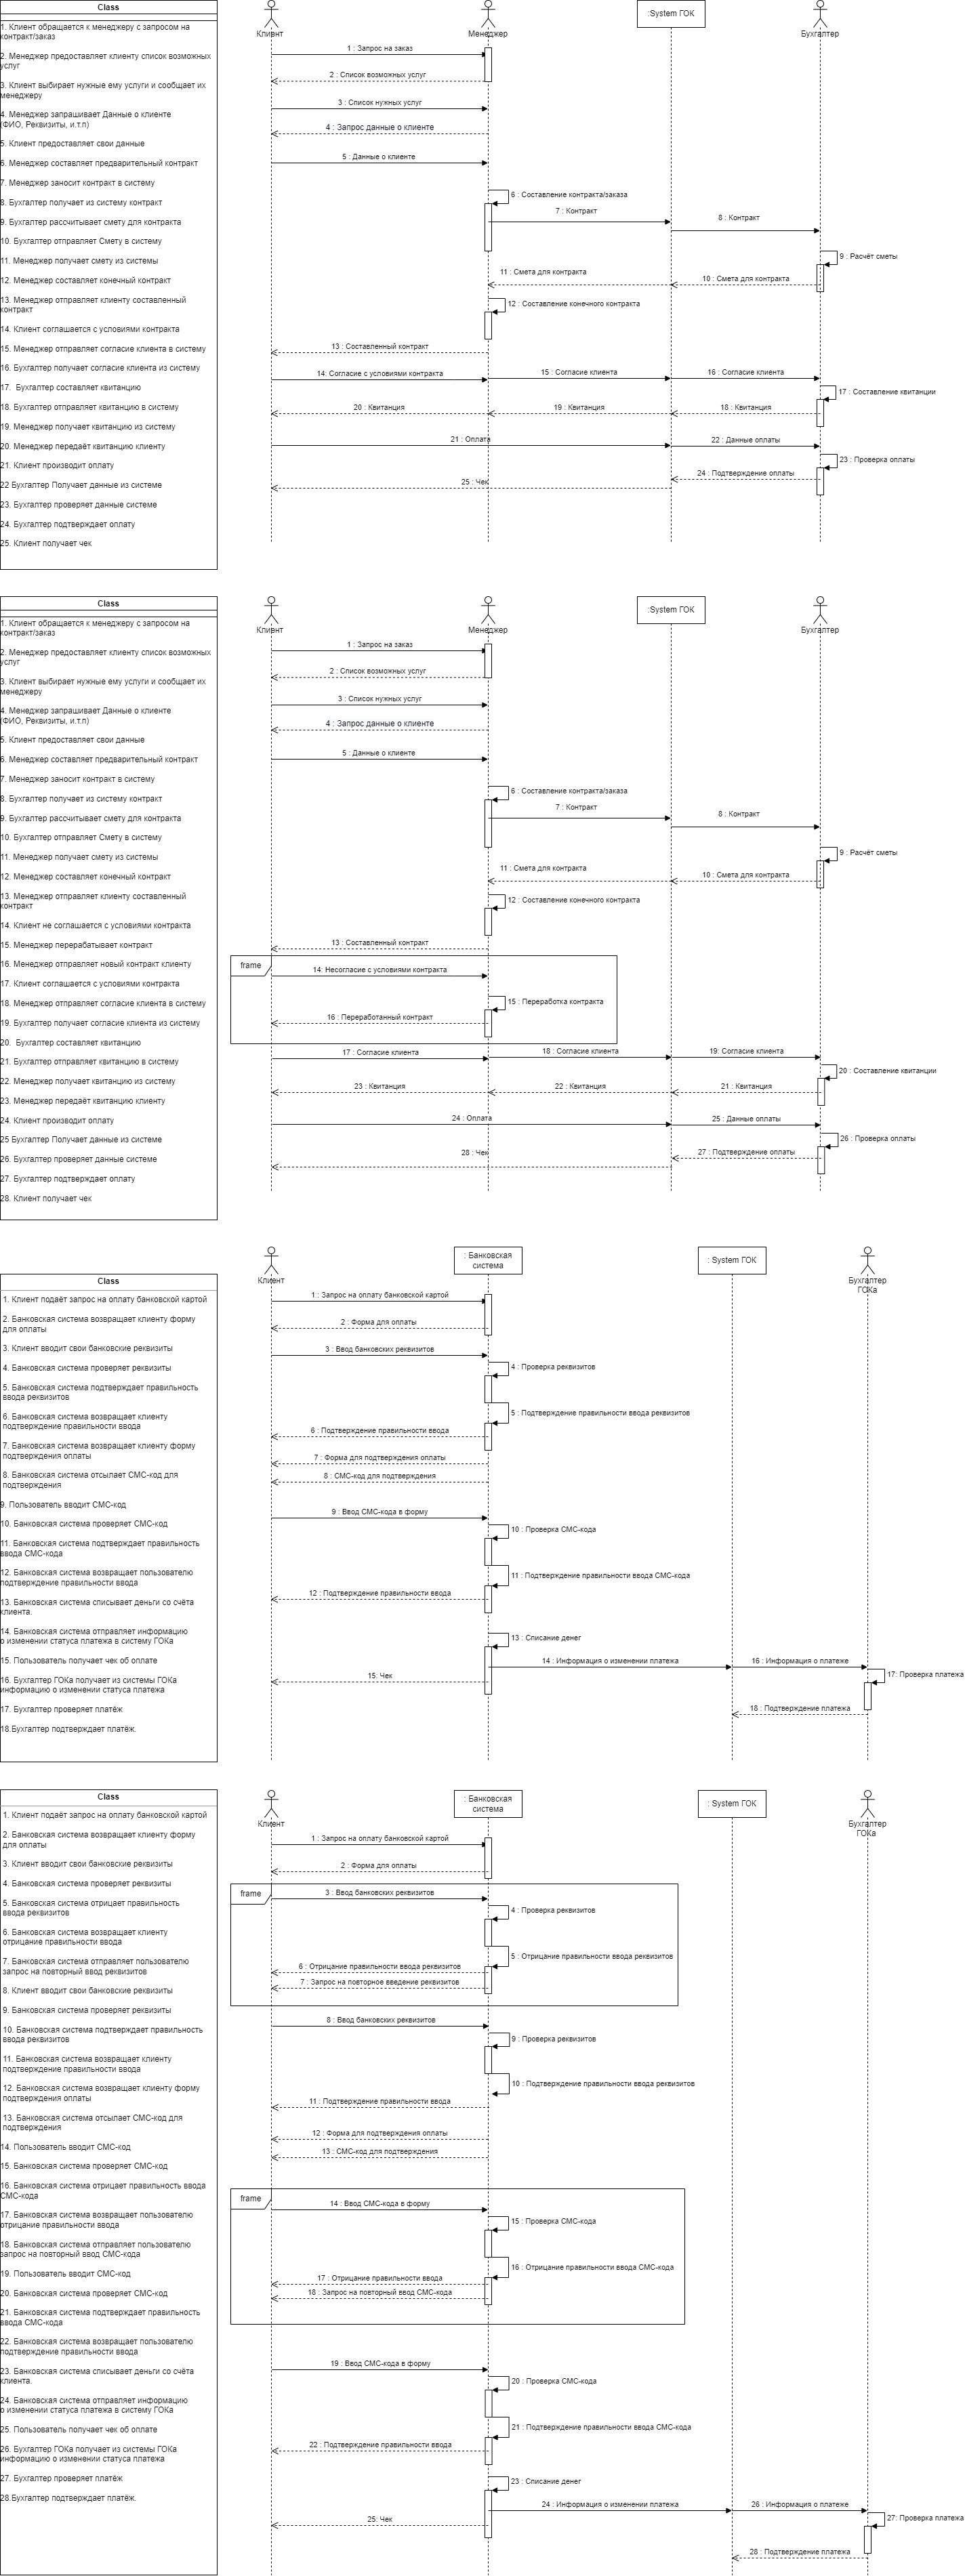 Class
1. Клиент обращается к менеджеру с запросом на
контракт/заказ
2. Менеджер предоставляет клиенту список возможных
услуг
3. Клиент выбирает нужные ему услуги и сообщает их
менеджеру
4. Менеджер запрашивает Данные о клиенте
(ФИО, Реквизиты, и.т.п)
5. Клиент предоставляет свои данные
6. Менеджер составляет предварительный контракт
7. Менеджер заносит контракт в систему
8. Бухгалтер получает из систему контракт
9. Бухгалтер рассчитывает смету для контракта
10. Бухгалтер отправляет Смету в систему
11. Менеджер получает смету из системы
12. Менеджер составляет конечный контракт
13. Менеджер отправляет клиенту составленный
контракт
14. Клиент соглашается с условиями контракта
15. Менеджер отправляет согласие клиента в систему
16. Бухгалтер получает согласие клиента из систему
17. Бухгалтер составляет квитанцию
18. Бухгалтер отправляет квитанцию в систему
19. Менеджер получает квитанцию из систему
20. Менеджер передаёт квитанцию клиенту
21. Клиент производит оплату
22 Бухгалтер Получает данные из системе
23. Бухгалтер проверяет данные системе
24. Бухгалтер подтверждает оплату
25. Клиент получает чек
Клиент
Менеджер
:System ГОК
Бухгалтер
1 : Запрос на заказ
2 : Список возможных услуг
3 : Список нужных услуг
4 : Запрос данные о клиенте
5 : Данные о клиенте
6 : Составление контракта/заказа
7 : Контракт
8 : Контракт
9 : Расчёт сметы
10 : Смета для контракта
11 : Смета для контракта
12 : Составление конечного контракта
13 : Составленный контракт
14: Согласие с условиями контракта
15 : Согласие клиента
16 : Согласие клиента
17 : Составление квитанции
18 : Квитанция
19 : Квитанция
20 : Квитанция
21 : Оплата
22 : Данные оплаты
23 : Проверка оплаты
24 : Подтверждение оплаты
25 : Чек
Class
1. Клиент обращается к менеджеру с запросом на
контракт/заказ
2. Менеджер предоставляет клиенту список возможных
услуг
3. Клиент выбирает нужные ему услуги и сообщает их
менеджеру
4. Менеджер запрашивает Данные о клиенте
(ФИО, Реквизиты, и.т.п)
5. Клиент предоставляет свои данные
6. Менеджер составляет предварительный контракт
7. Менеджер заносит контракт в систему
8. Бухгалтер получает из систему контракт
9. Бухгалтер рассчитывает смету для контракта
10. Бухгалтер отправляет Смету в систему
11. Менеджер получает смету из системы
12. Менеджер составляет конечный контракт
13. Менеджер отправляет клиенту составленный
контракт
14. Клиент не соглашается с условиями контракта
15. Менеджер перерабатывает контракт
16. Менеджер отправляет новый контракт клиенту
17. Клиент соглашается с условиями контракта
18. Менеджер отправляет согласие клиента в систему
19. Бухгалтер получает согласие клиента из систему
20. Бухгалтер составляет квитанцию
21. Бухгалтер отправляет квитанцию в систему
22. Менеджер получает квитанцию из систему
23. Менеджер передаёт квитанцию клиенту
24. Клиент производит оплату
25 Бухгалтер Получает данные из системе
26. Бухгалтер проверяет данные системе
27. Бухгалтер подтверждает оплату
28. Клиент получает чек
Клиент
Менеджер
:System ГОК
Бухгалтер
1 : Запрос на заказ
2 : Список возможных услуг
3 : Список нужных услуг
4 : Запрос данные о клиенте
5 : Данные о клиенте
6 : Составление контракта/заказа
7 : Контракт
8 : Контракт
9 : Расчёт сметы
10 : Смета для контракта
11 : Смета для контракта
12 : Составление конечного контракта
13 : Составленный контракт
frame
14: Несогласие с условиями контракта
15 : Переработка контракта
16 : Переработанный контракт
17 : Согласие клиента
18 : Согласие клиента
19: Согласие клиента
20 : Составление квитанции
21 : Квитанция
22 : Квитанция
23 : Квитанция
24 : Оплата
25 : Данные оплаты
26 : Проверка оплаты
27 : Подтверждение оплаты
28 : Чек
Class
1. Клиент подаёт запрос на оплату банковской картой
2. Банковская система возвращает клиенту форму
для оплаты
3. Клиент вводит свои банковские реквизиты
4. Банковская система проверяет реквизиты
5. Банковская система подтверждает правильность
ввода реквизитов
6. Банковская система возвращает клиенту
подтверждение правильности ввода
7. Банковская система возвращает клиенту форму
подтверждения оплаты
8. Банковская система отсылает СМС-код для
подтверждения
9. Пользователь вводит СМС-код
10. Банковская система проверяет СМС-код
11. Банковская система подтверждает правильность
ввода СМС-кода
12. Банковская система возвращает пользователю
подтверждение правильности ввода
13. Банковская система списывает деньги со счёта
клиента.
14. Банковская система отправляет информацию
о изменении статуса платежа в систему ГОКа
15. Пользователь получает чек об оплате
16. Бухгалтер ГОКа получает из системы ГОКа
информацию о изменении статуса платежа
17. Бухгалтер проверяет платёж
18.Бухгалтер подтверждает платёж.
Клиент
: Банковская
система
: System ГОК
Бухгалтер
ГОКа
1 : Запрос на оплату банковской картой
2 : Форма для оплаты
3 : Ввод банковских реквизитов
4 : Проверка реквизитов
5 : Подтверждение правильности ввода реквизитов
6 : Подтверждение правильности ввода
7 : Форма для подтверждения оплаты
8 : СМС-код для подтверждения
9 : Ввод СМС-кода в форму
10 : Проверка СМС-кода
11 : Подтверждение правильности ввода СМС-кода
12 : Подтверждение правильности ввода
13 : Списание денег
14 : Информация о изменении платежа
16 : Информация о платеже
15: Чек
17: Проверка платежа
18 : Подтверждение платежа
Class
1. Клиент подаёт запрос на оплату банковской картой
2. Банковская система возвращает клиенту форму
для оплаты
3. Клиент вводит свои банковские реквизиты
4. Банковская система проверяет реквизиты
5. Банковская система отрицает правильность
ввода реквизитов
6. Банковская система возвращает клиенту
отрицание правильности ввода
7. Банковская система отправляет пользователю
запрос на повторный ввод реквизитов
8. Клиент вводит свои банковские реквизиты
9. Банковская система проверяет реквизиты
10. Банковская система подтверждает правильность
ввода реквизитов
11. Банковская система возвращает клиенту
подтверждение правильности ввода
12. Банковская система возвращает клиенту форму
подтверждения оплаты
13. Банковская система отсылает СМС-код для
подтверждения
14. Пользователь вводит СМС-код
15. Банковская система проверяет СМС-код
16. Банковская система отрицает правильность ввода
СМС-кода
17. Банковская система возвращает пользователю
отрицание правильности ввода
18. Банковская система отправляет пользователю
запрос на повторный ввод СМС-кода
19. Пользователь вводит СМС-код
20. Банковская система проверяет СМС-код
21. Банковская система подтверждает правильность
ввода СМС-кода
22. Банковская система возвращает пользователю
подтверждение правильности ввода
23. Банковская система списывает деньги со счёта
клиента.
24. Банковская система отправляет информацию
о изменении статуса платежа в систему ГОКа
25. Пользователь получает чек об оплате
26. Бухгалтер ГОКа получает из системы ГОКа
информацию о изменении статуса платежа
27. Бухгалтер проверяет платёж
28.Бухгалтер подтверждает платёж.
Клиент
: Банковская
система
: System ГОК
Бухгалтер
ГОКа
1 : Запрос на оплату банковской картой
2 : Форма для оплаты
frame
3 : Ввод банковских реквизитов
4 : Проверка реквизитов
5 : Отрицание правильности ввода реквизитов
6 : Отрицание правильности ввода реквизитов
7 : Запрос на повторное введение реквизитов
8 : Ввод банковских реквизитов
9 : Проверка реквизитов
10 : Подтверждение правильности ввода реквизитов
11 : Подтверждение правильности ввода
12 : Форма для подтверждения оплаты
13 : СМС-код для подтверждения
frame
14 : Ввод СМС-кода в форму
15 : Проверка СМС-кода
16 : Отрицание правильности ввода СМС-кода
17 : Отрицание правильности ввода
18 : Запрос на повторный ввод СМС-кода
19 : Ввод СМС-кода в форму
20 : Проверка СМС-кода
21 : Подтверждение правильности ввода СМС-кода
22 : Подтверждение правильности ввода
23 : Списание денег
24 : Информация о изменении платежа
26 : Информация о платеже
25: Чек
27: Проверка платежа
28 : Подтверждение платежа